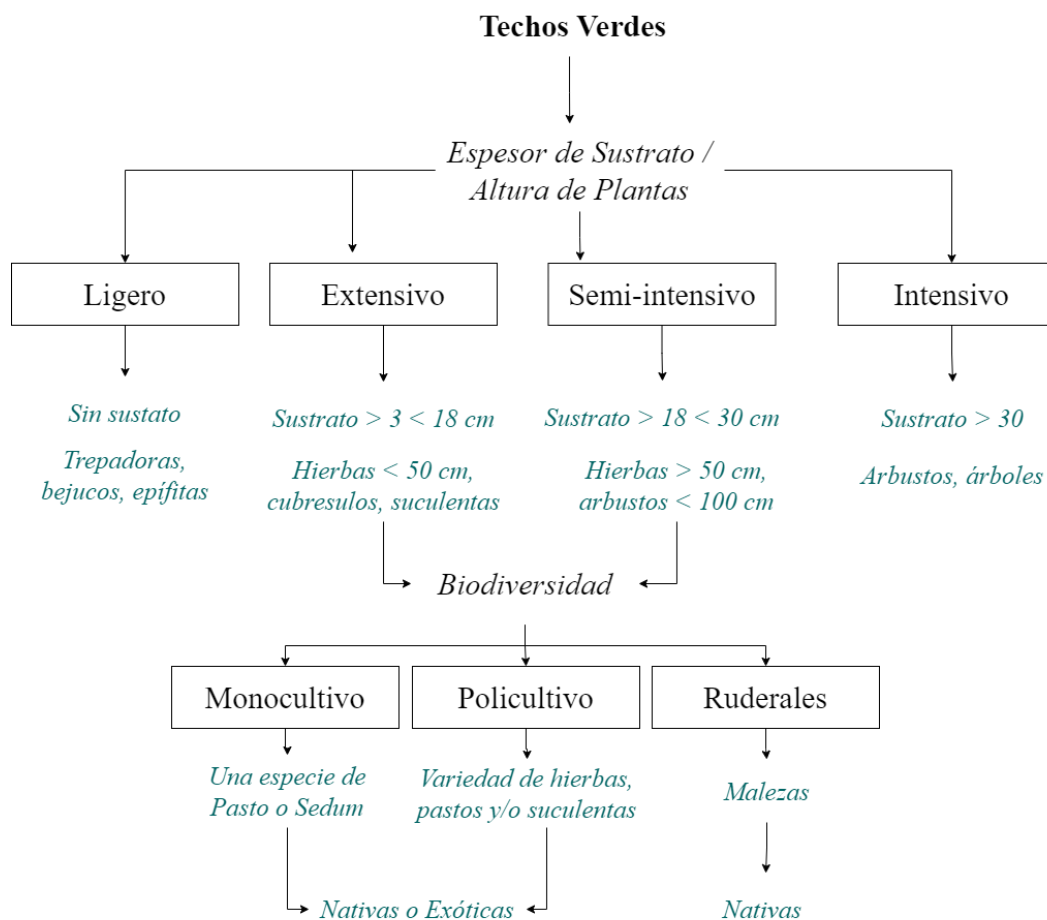 Techos Verdes
Espesor de Sustrato /
Altura de Plantas
Ligero
Extensivo
Semi-intensivo
Intensivo
Sin sustato
Trepadoras,
bejucos, epífitas
Sustrato > 3 < 18 cm
Hierbas < 50 cm,
cubresulos, suculentas
Sustrato > 18 < 30 cm
Hierbas > 50 cm,
arbustos < 100 cm
Sustrato > 30
Arbustos, árboles
Biodiversidad
Monocultivo
Policultivo
Ruderales
Una especie de
Pasto o Sedum
Variedad de hierbas,
pastos y/o suculentas
Malezas
Nativas o Exóticas
Nativas